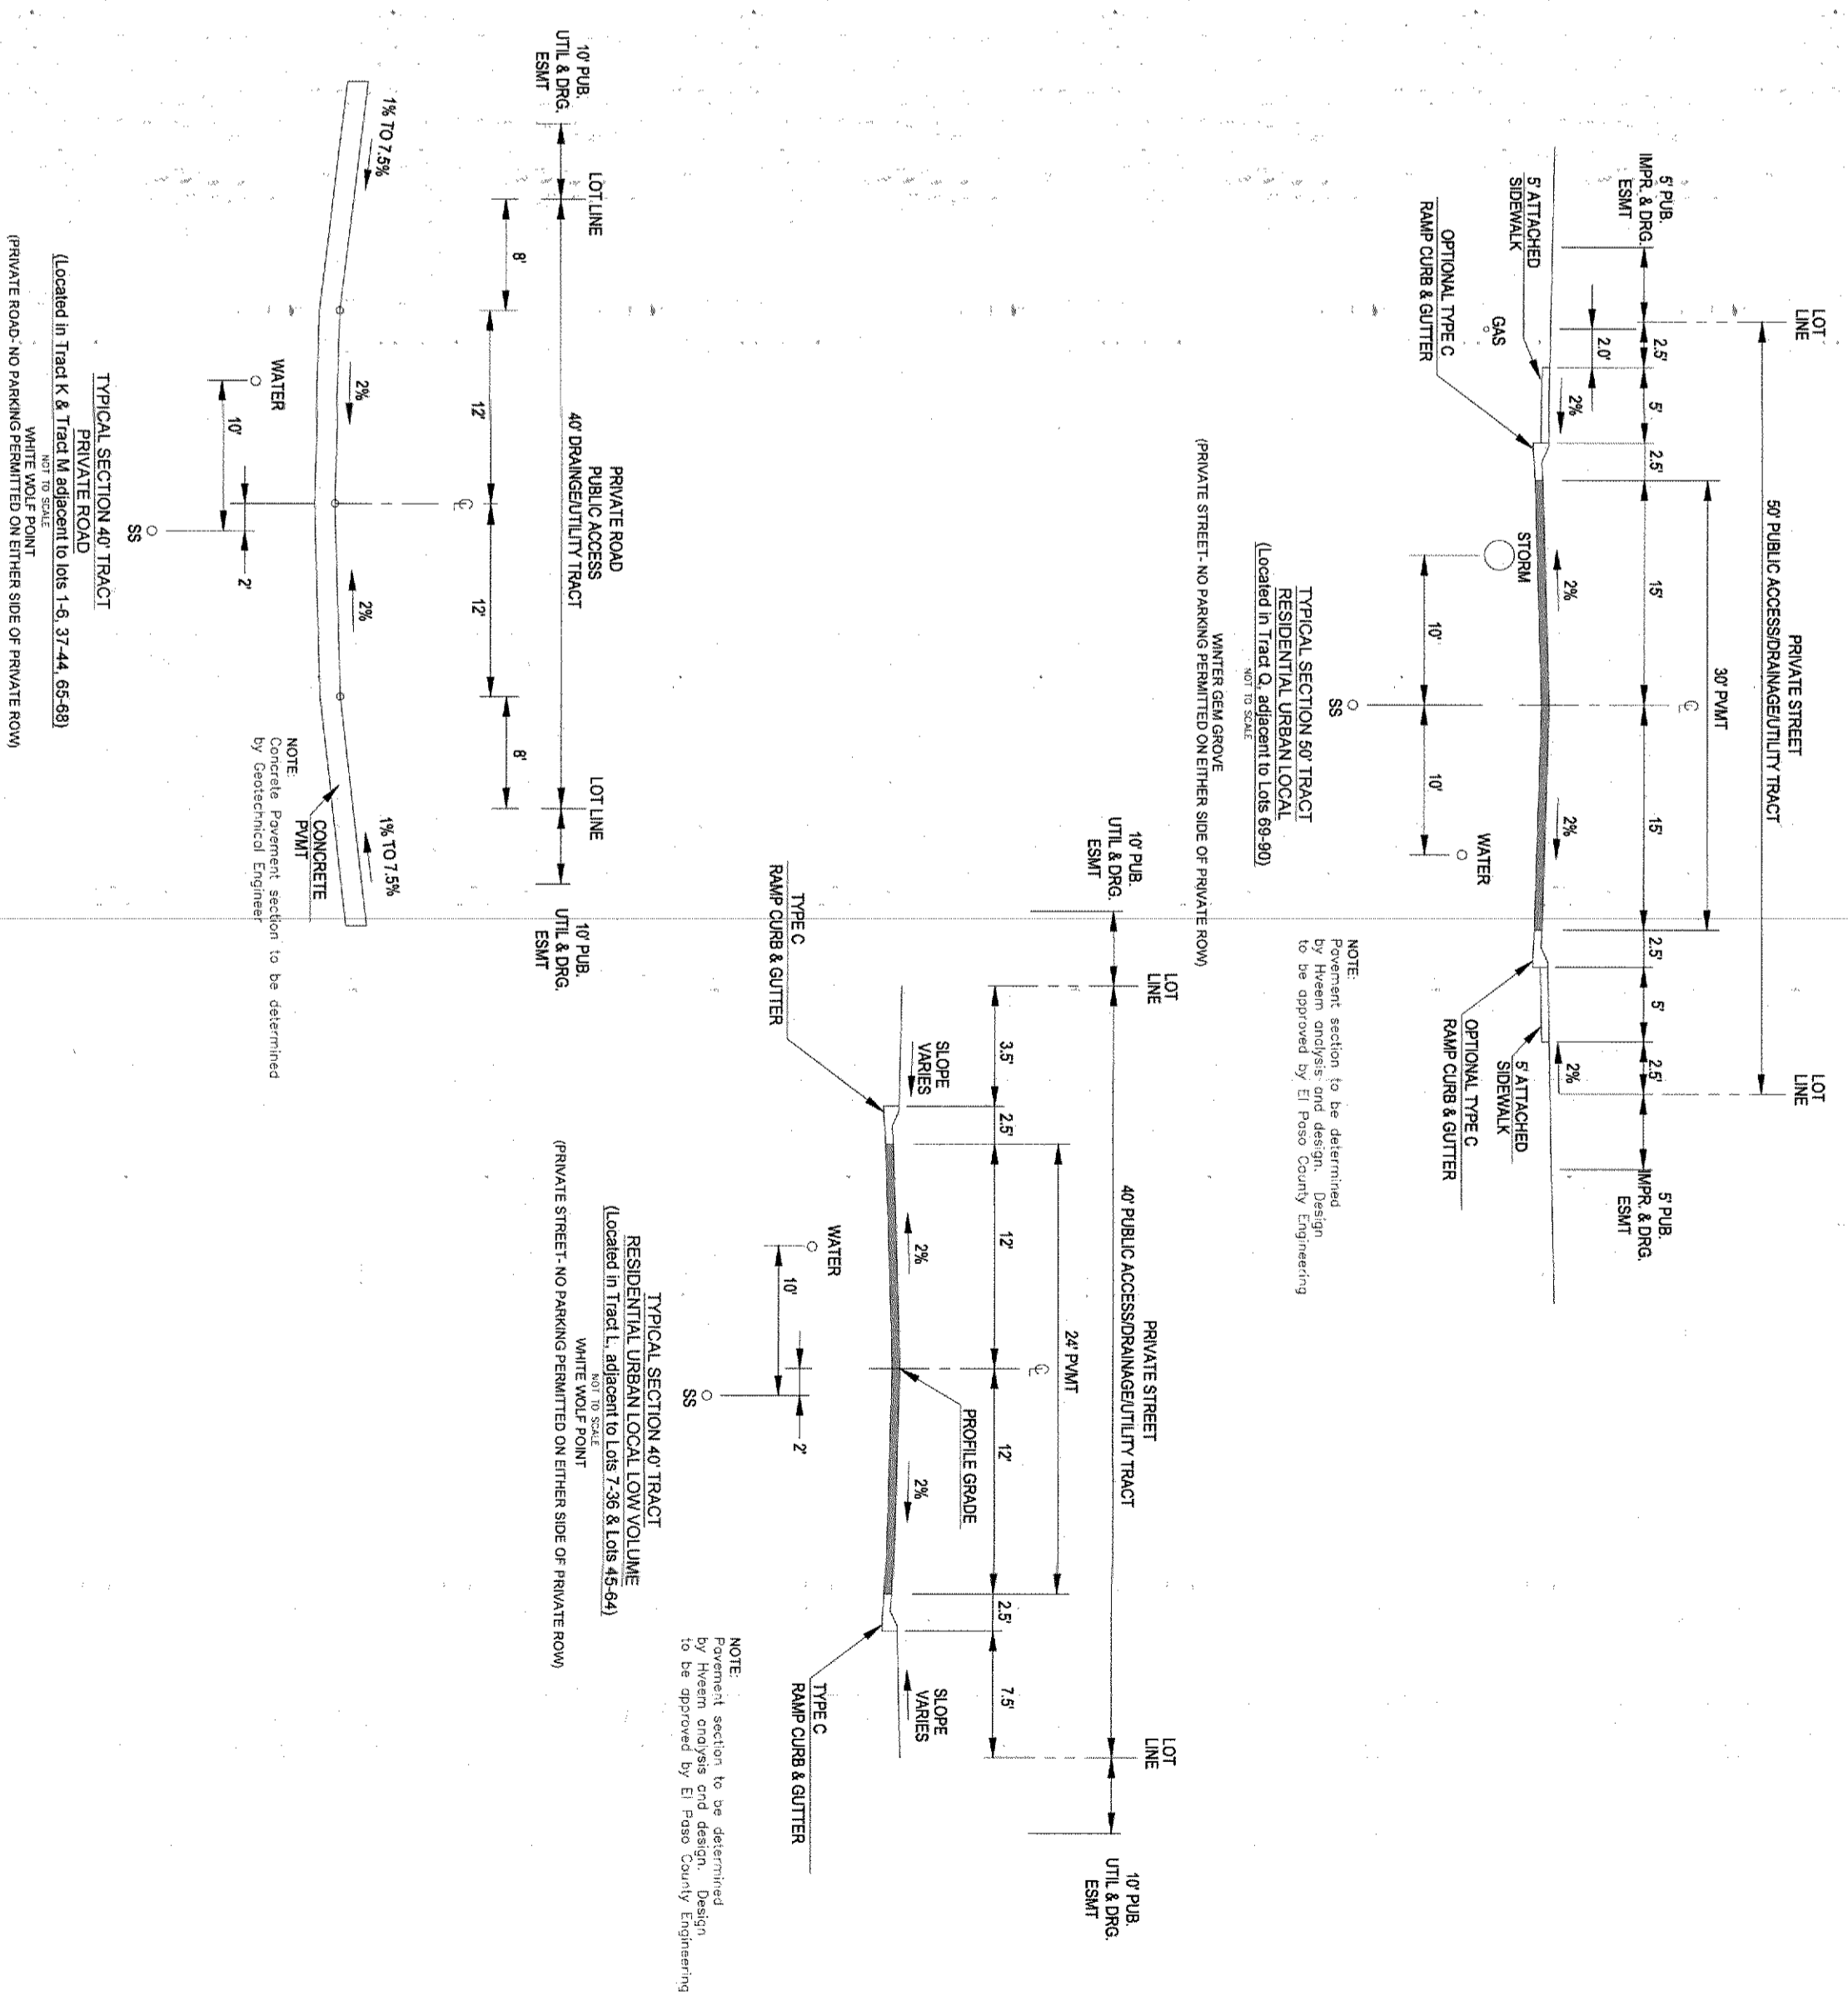 PRIVATE STREET
50' PUBLIC ACCESS/DRAINAGE/UTILITY TRACT
LOT
LINE
LOT
LINE
30' PVMT
5' PUB.
IMPR. & DRG.
ESMT
2.5'
5'
2.5'
15'
15'
2.5'
5'
2.5'
5' PUB.
IMPR. & DRG.
ESMT
2.0'
2%
2%
2%
2%
5' ATTACHED
SIDEWALK
GAS
OPTIONAL TYPE C
RAMP CURB & GUTTER
STORM
10'
10'
WATER
SS
5' ATTACHED
SIDEWALK
OPTIONAL TYPE C
RAMP CURB & GUTTER
TYPICAL SECTION 50' TRACT
RESIDENTIAL URBAN LOCAL
(Located in Tract Q, adjacent to Lots 69-90)
NOT TO SCALE
WINTER GEM GROVE
(PRIVATE STREET- NO PARKING PERMITTED ON EITHER SIDE OF PRIVATE ROW)
NOTE:
Pavement section to be determined
by Hveem analysis and design. Design
to be approved by El Paso County Engineering
PRIVATE STREET
40' PUBLIC ACCESS/DRAINAGE/UTILITY TRACT
10' PUB.
UTIL & DRG.
ESMT
LOT
LINE
LOT
LINE
10' PUB.
UTIL & DRG.
ESMT
24' PVMT
3.5'
2.5'
12'
12'
2.5'
7.5'
SLOPE
VARIES
2%
2%
SLOPE
VARIES
PROFILE GRADE
TYPE C
RAMP CURB & GUTTER
TYPE C
RAMP CURB & GUTTER
WATER
10'
2'
SS
TYPICAL SECTION 40' TRACT
RESIDENTIAL URBAN LOCAL LOW VOLUME
(Located in Tract L, adjacent to Lots 7-36 & Lots 45-64)
NOT TO SCALE
WHITE WOLF POINT
(PRIVATE STREET- NO PARKING PERMITTED ON EITHER SIDE OF PRIVATE ROW)
NOTE:
Pavement section to be determined
by Hveem analysis and design. Design
to be approved by El Paso County Engineering
PRIVATE ROAD
PUBLIC ACCESS
40' DRAINGE/UTILITY TRACT
10' PUB.
UTIL & DRG.
ESMT
LOT LINE
LOT LINE
10' PUB.
UTIL & DRG.
ESMT
8'
12'
12'
8'
1% TO 7.5%
2%
2%
1% TO 7.5%
CONCRETE
PVMT
WATER
10'
2'
SS
NOTE:
Concrete Pavement section to be determined
by Geotechnical Engineer
TYPICAL SECTION 40' TRACT
PRIVATE ROAD
(Located in Tract K & Tract M adjacent to lots 1-6, 37-44, 65-68)
NOT TO SCALE
WHITE WOLF POINT
(PRIVATE ROAD- NO PARKING PERMITTED ON EITHER SIDE OF PRIVATE ROW)